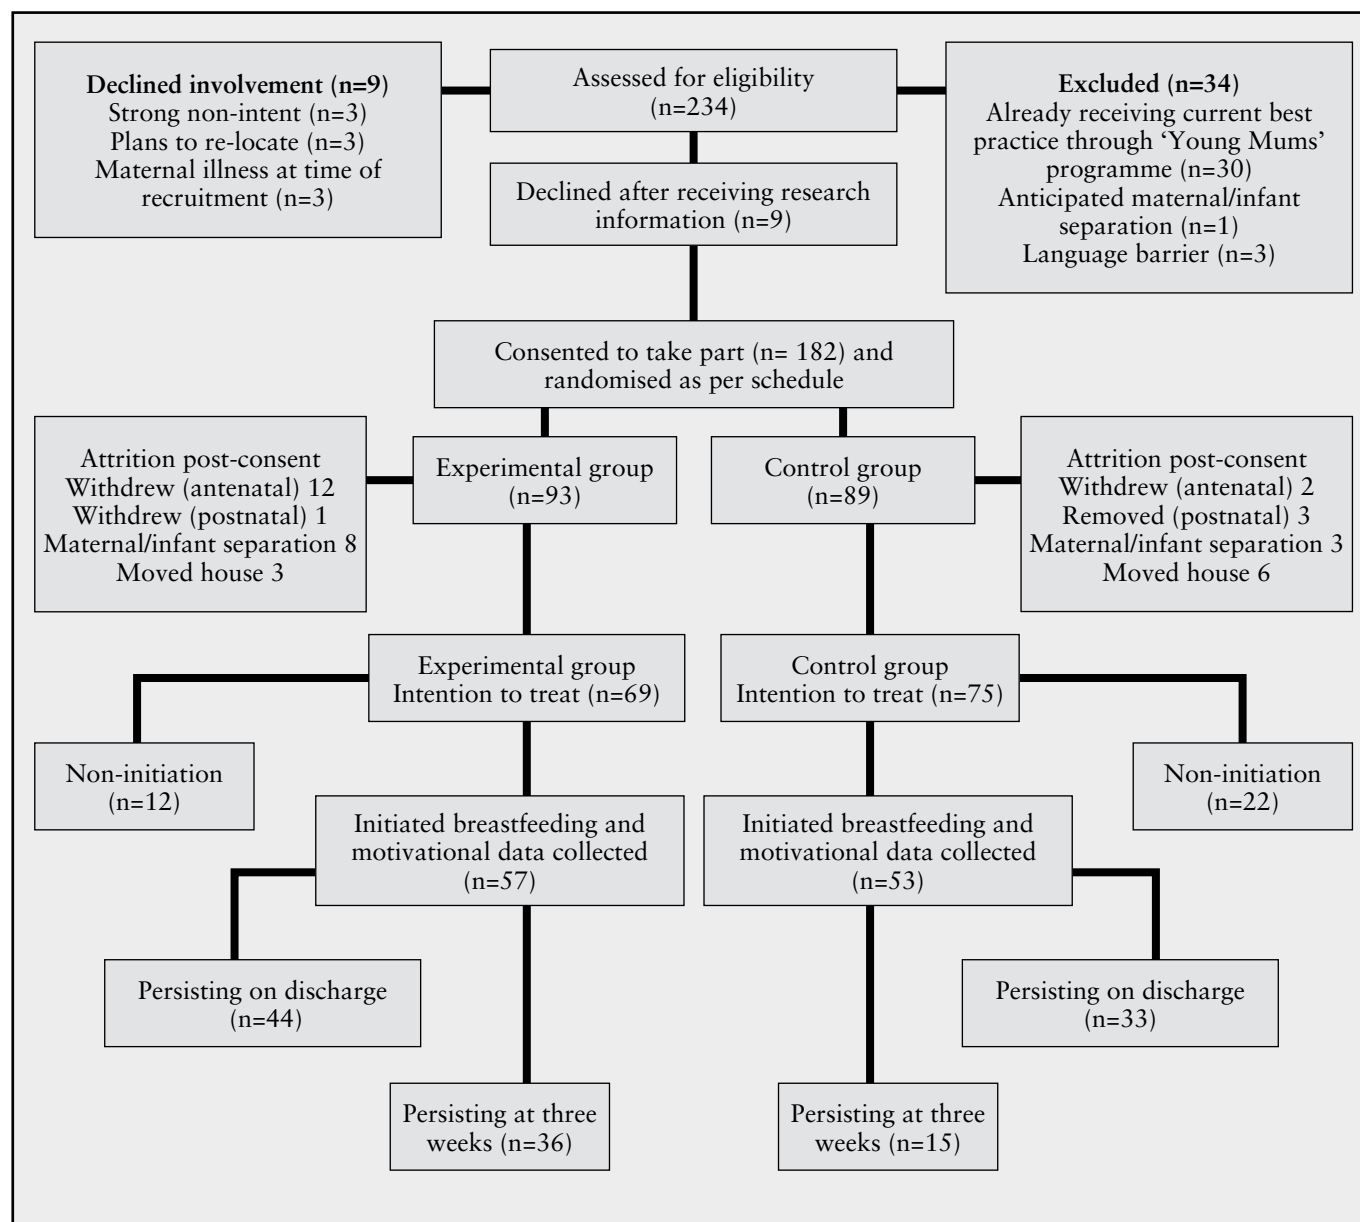 Declined involvement (n=9)
Strong non-intent (n=3)
Plans to re-locate (n=3)
Maternal illness at time of
recruitment (n=3)
Assessed for eligibility
(n=234)
Excluded (n=34)
Already receiving current best
practice through ‘Young Mums’
programme (n=30)
Anticipated maternal/infant
separation (n=1)
Language barrier (n=3)
Declined after receiving research
information (n=9)
Consented to take part (n= 182) and
randomised as per schedule
Attrition post-consent
Withdrew (antenatal) 12
Withdrew (postnatal) 1
Maternal/infant separation 8
Moved house 3
Experimental group
(n=93)
Control group
(n=89)
Attrition post-consent
Withdrew (antenatal) 2
Removed (postnatal) 3
Maternal/infant separation 3
Moved house 6
Experimental group
Intention to treat (n=69)
Control group
Intention to treat (n=75)
Non-initiation
(n=12)
Non-initiation
(n=22)
Initiated breastfeeding and
motivational data collected
(n=57)
Initiated breastfeeding and
motivational data collected
(n=53)
Persisting on discharge
(n=44)
Persisting on discharge
(n=33)
Persisting at three
weeks (n=36)
Persisting at three
weeks (n=15)